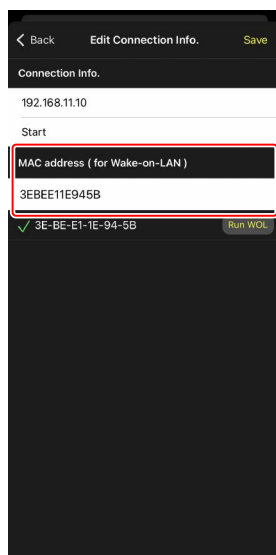 Back Edit Connection Info. Save
Connection Info.
192.168.11.10
Start
MAC address ( for Wake-on-LAN )
3EBEE11E945B
3E-BE-E1-1E-94-5B Run WOL